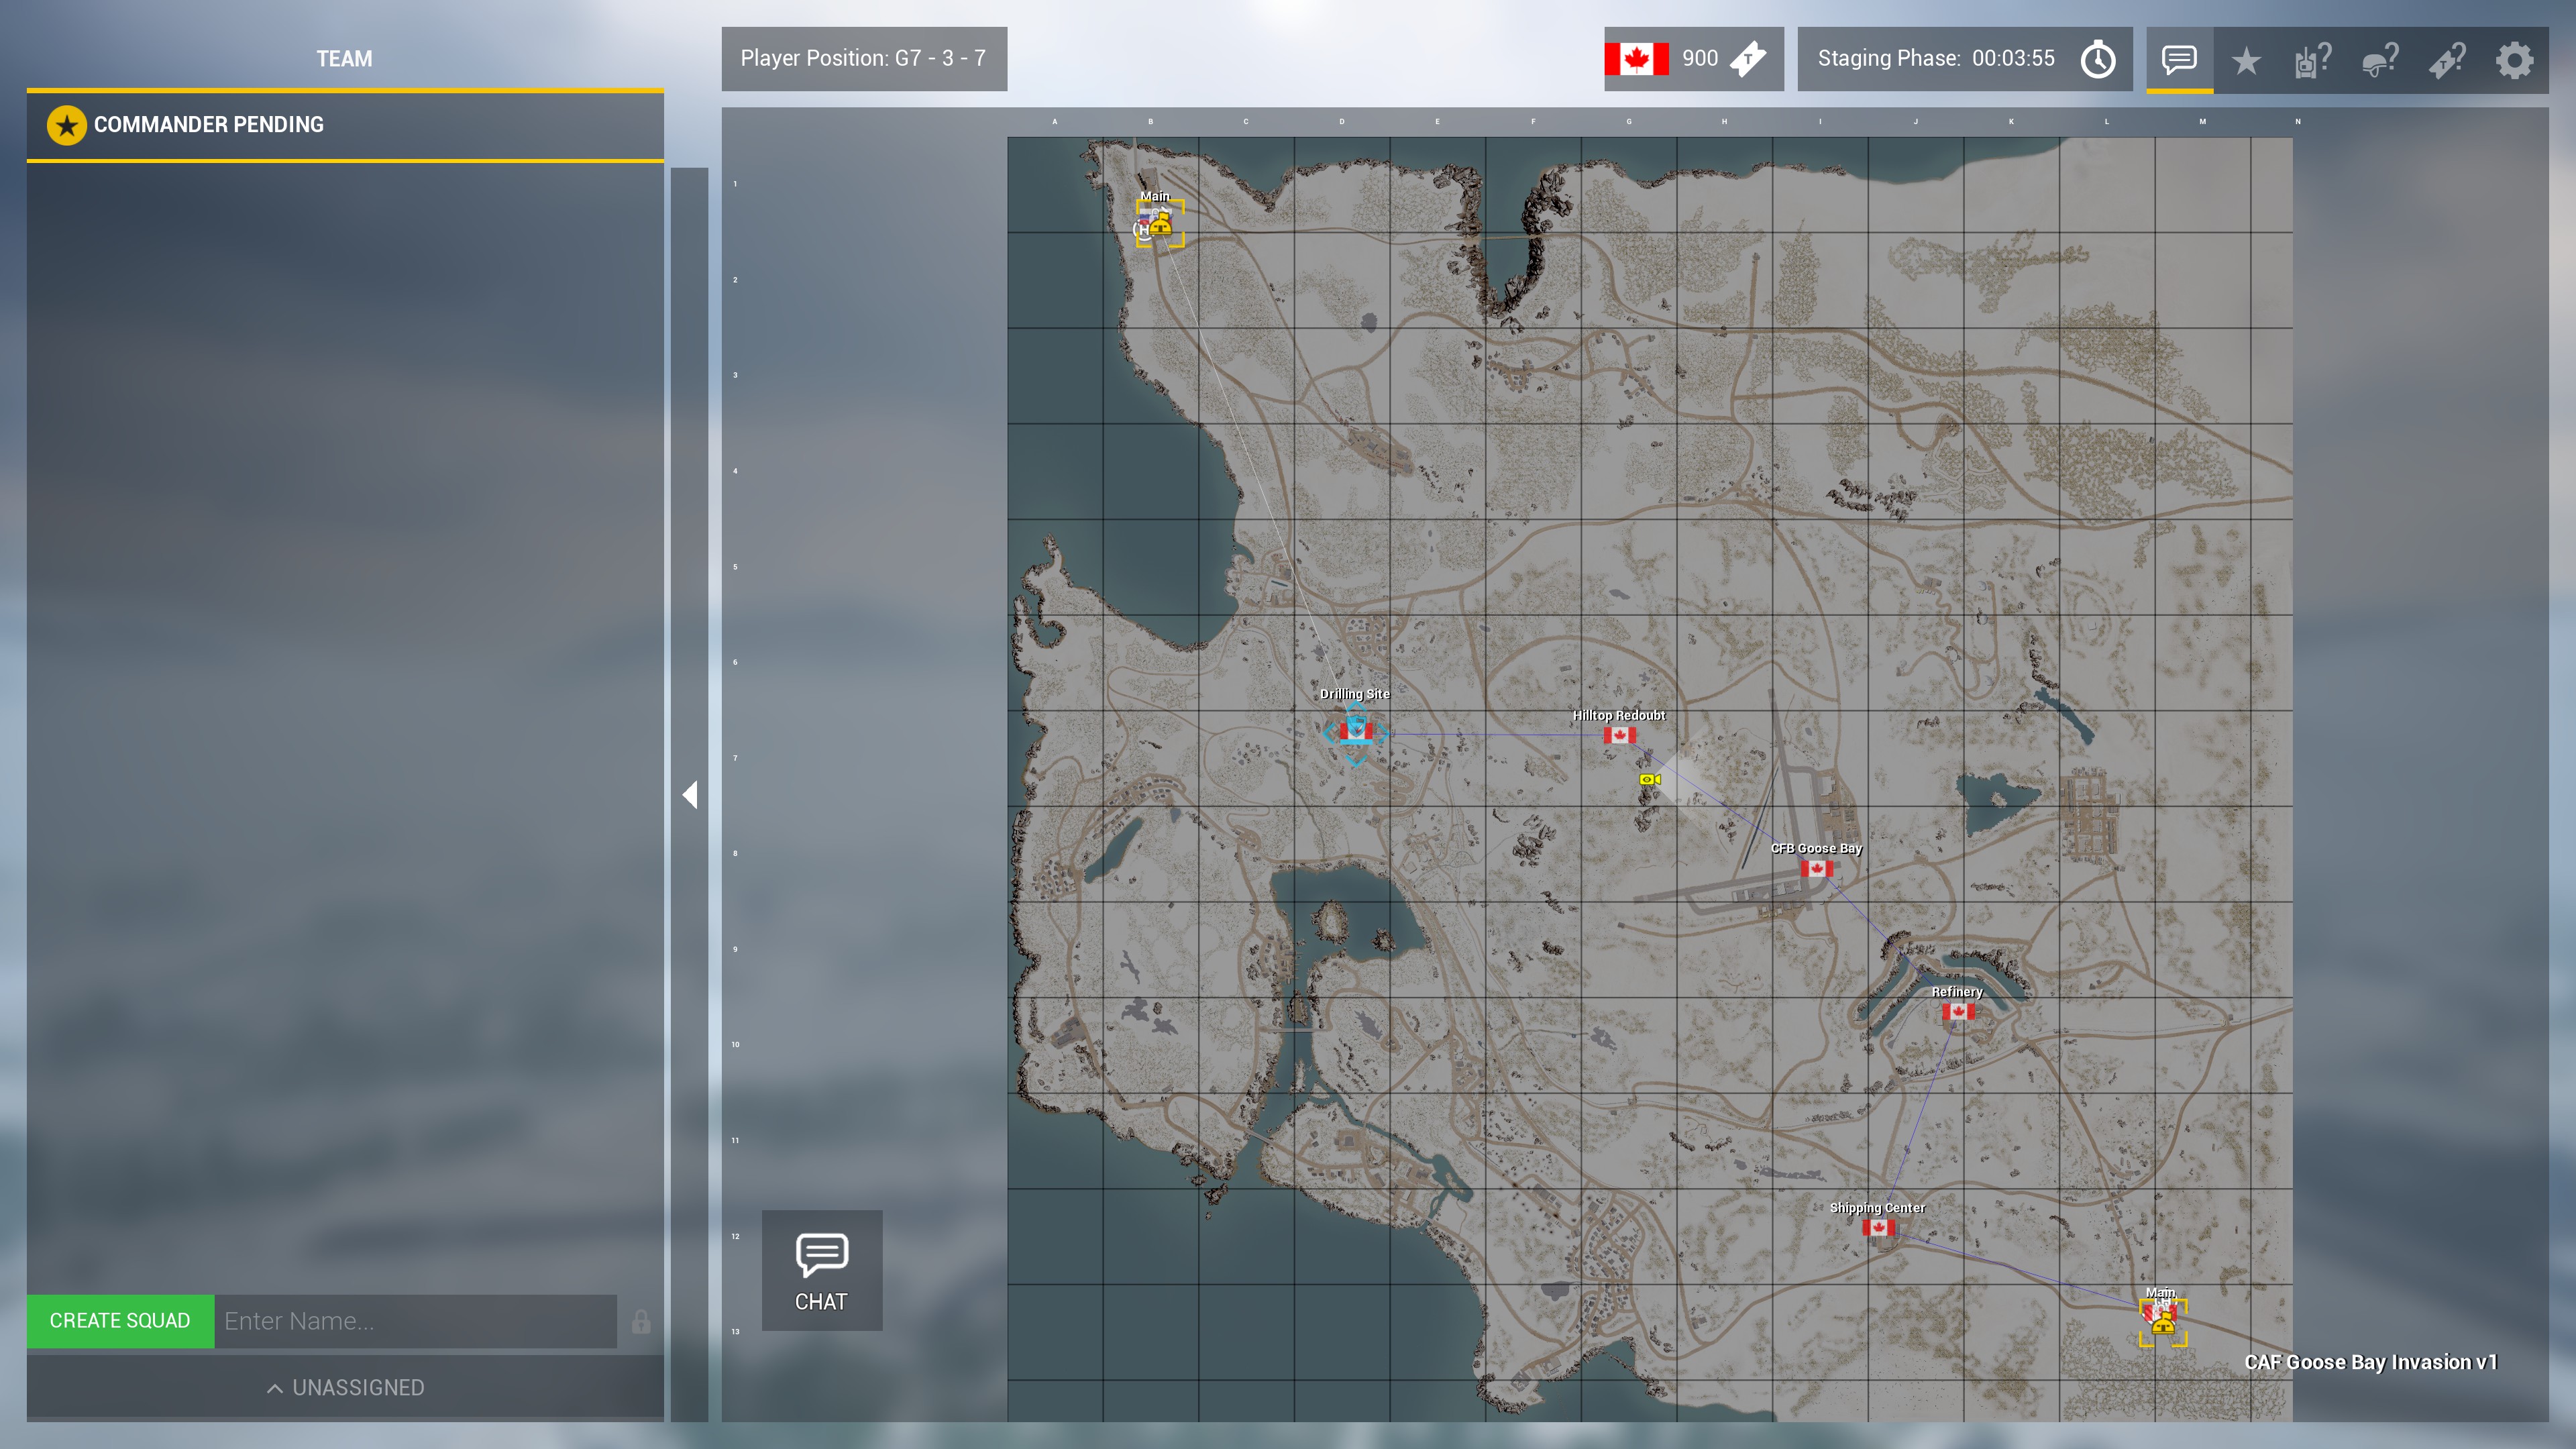 TEAM
Player Position: G7 - 3 - 7
900
T
Staging Phase: 00:03:55
? ? ?
COMMANDER PENDING
A B C D E F G H I J K L M N
1
Main
2
3
4
5
6
Drilling Site
Hilltop Redoubt
7
8
CFB Goose Bay
9
Refinery
10
11
Shipping Center
12
CHAT
Main
CREATE SQUAD Enter Name...
13
CAF Goose Bay Invasion v1
UNASSIGNED